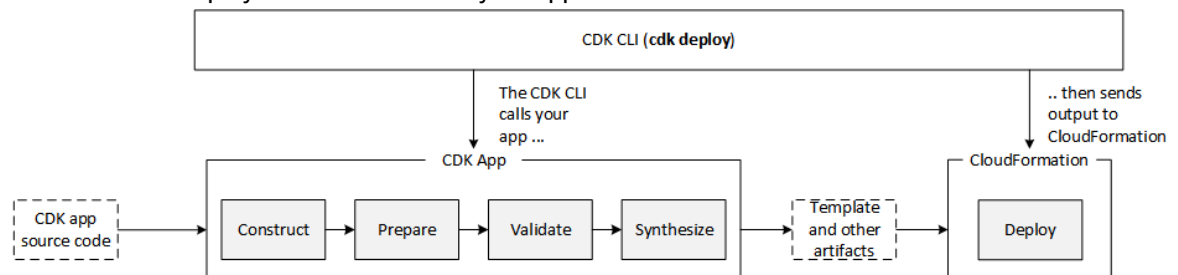 CDK CLI (cdk deploy)
The CDK CLI
calls your
app ...
.. then sends
output to
CloudFormation
CDK App
CloudFormation
CDK app
source code
Construct
Prepare
Validate
Synthesize
Template
and other
artifacts
Deploy